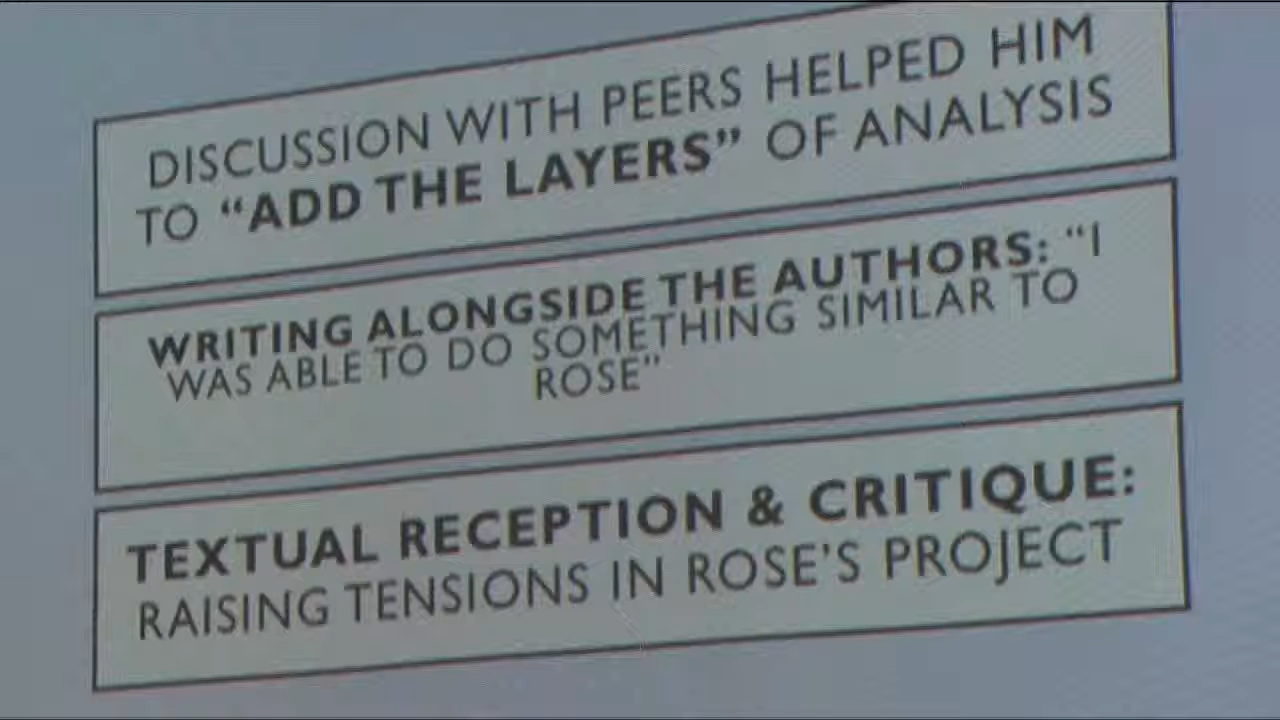 DISCUSSION WITH PEERS HELPED HIM
TO “ADD THE LAYERS” OF ANALYSIS
WRITING ALONGSIDE THE AUTHORS: “I
WAS ABLE TO DO SOMETHING SIMILAR TO
ROSE”
TEXTUAL RECEPTION & CRITIQUE:
RAISING TENSIONS IN ROSE’S PROJECT